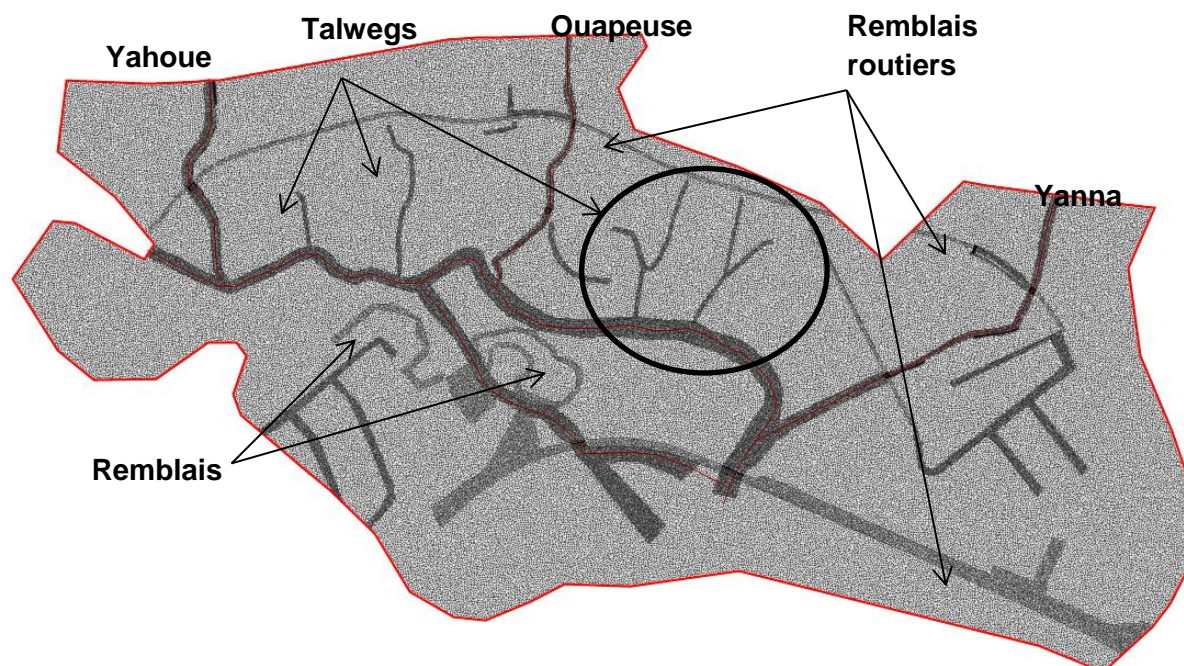 Talwegs
Ouapeuse
Remblais
routiers
Yahoue
Yanna
Remblais